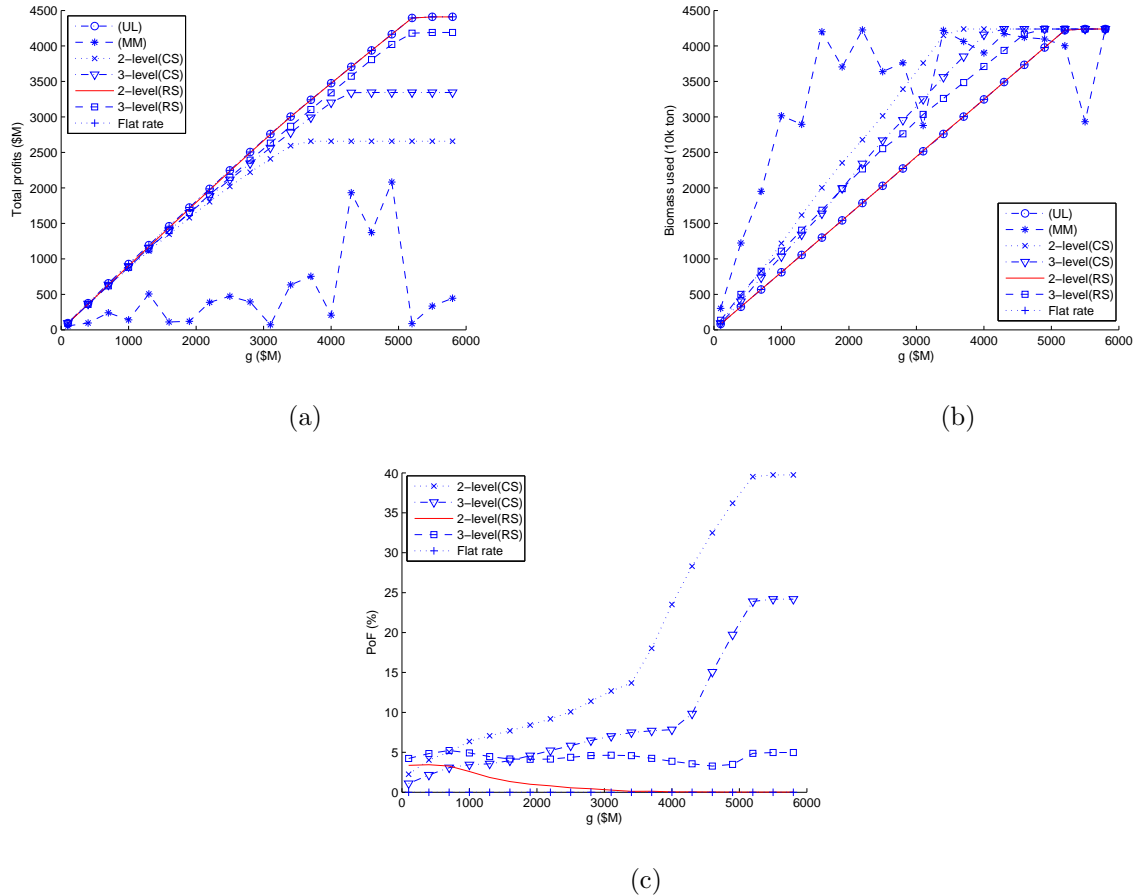 4500
4000
3500
3000
2500
2000
1500
1000
500
0
0 1000 2000 3000 4000 5000 6000
g ($M)
Total profits ($M)
(UL)
(MM)
2−level(CS)
3−level(CS)
2−level(RS)
3−level(RS)
Flat rate
(a)
4500
4000
3500
3000
2500
2000
1500
1000
500
0
0 1000 2000 3000 4000 5000 6000
g ($M)
Biomass used (10k ton)
(UL)
(MM)
2−level(CS)
3−level(CS)
2−level(RS)
3−level(RS)
Flat rate
(b)
40
35
30
25
20
15
10
5
0
0 1000 2000 3000 4000 5000 6000
g ($M)
PoF (%)
2−level(CS)
3−level(CS)
2−level(RS)
3−level(RS)
Flat rate
(c)